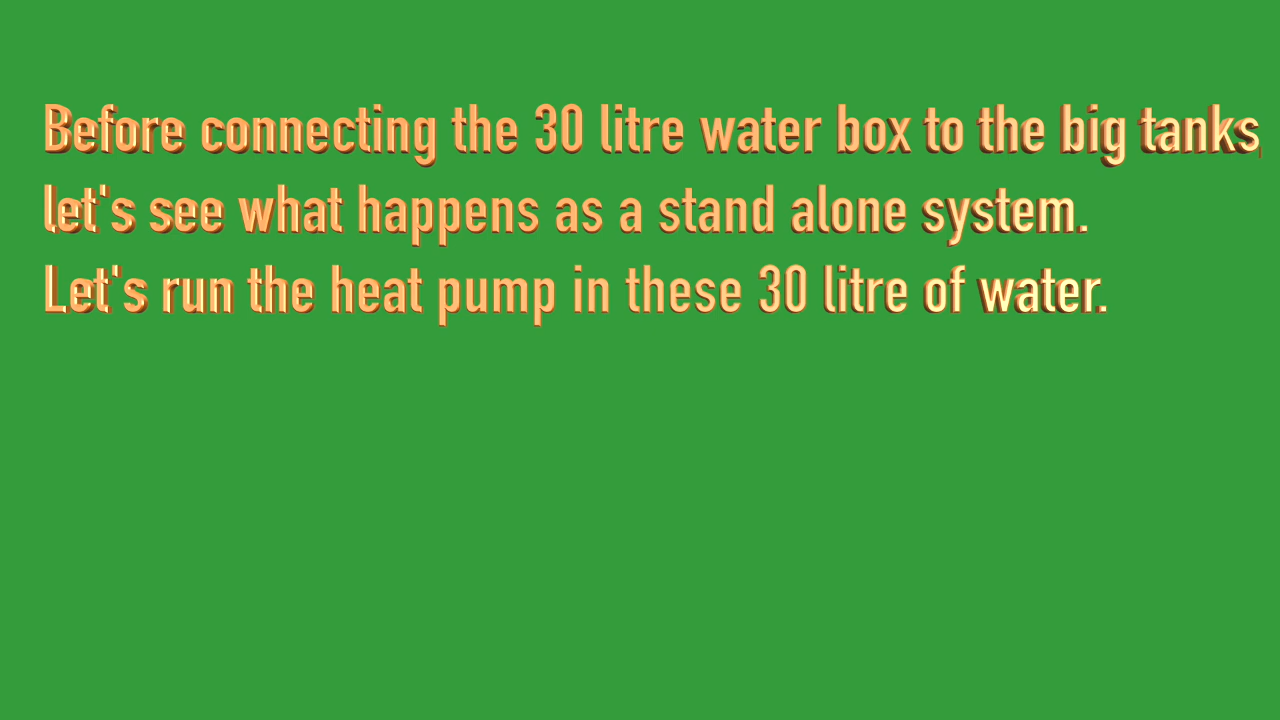 Before connecting the 30 litre water box to the big tanks,
let's see what happens as a stand alone system.
Let's run the heat pump in these 30 litre of water.